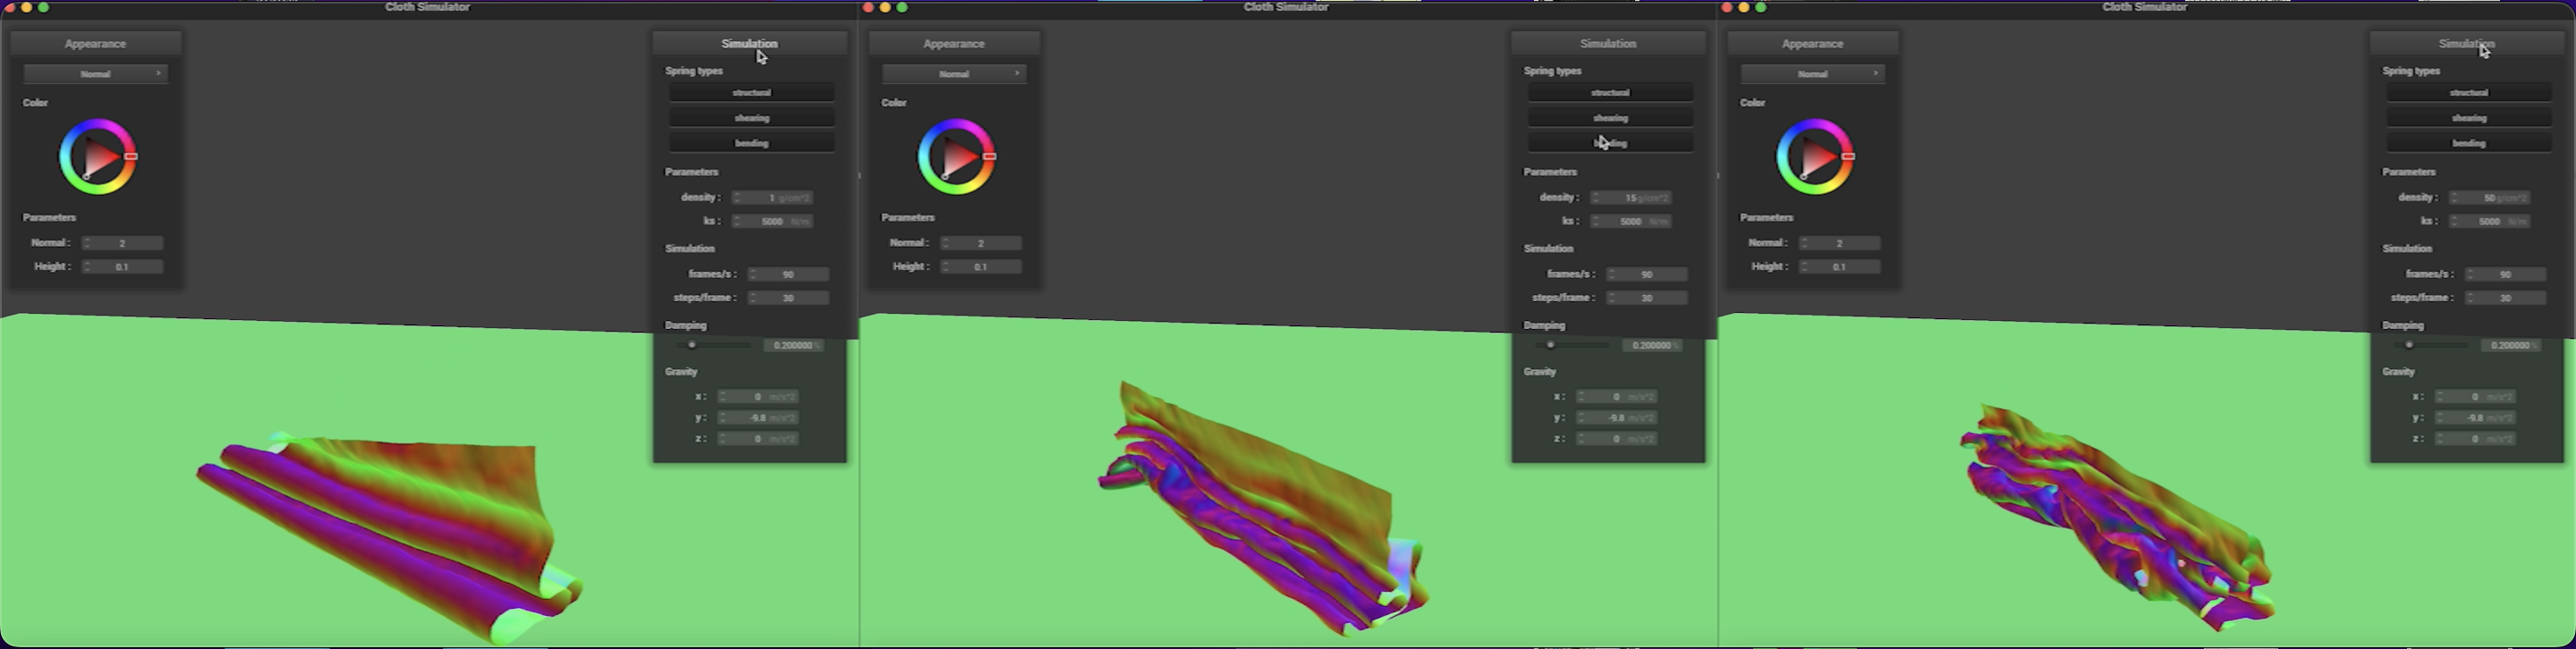 Cloth Simulator
Appearance
Normal
Color
Parameters
Normal : 2
Height : 0.1
Simulation
Spring types
structural
shearing
bending
Parameters
density : 1 g/cm^2
ks : 5000 N/m
Simulation
frames/s : 90
steps/frame : 30
Damping
0.200000 %
Gravity
x : 0 m/s^2
y : -9.8 m/s^2
z : 0 m/s^2
Cloth Simulator
Appearance
Normal
Color
Parameters
Normal : 2
Height : 0.1
Simulation
Spring types
structural
shearing
Parameters
density : 15 g/cm^2
ks : 5000 N/m
Simulation
frames/s : 90
steps/frame : 30
Damping
0.200000 %
Gravity
x : 0 m/s^2
y : -9.8 m/s^2
z : 0 m/s^2
Cloth Simulator
Appearance
Normal
Color
Parameters
Normal : 2
Height : 0.1
Simulation
Spring types
structural
shearing
bending
Parameters
density : 50 g/cm^2
ks : 5000 N/m
Simulation
frames/s : 90
steps/frame : 30
Damping
0.200000 %
Gravity
x : 0 m/s^2
y : -9.8 m/s^2
z : 0 m/s^2